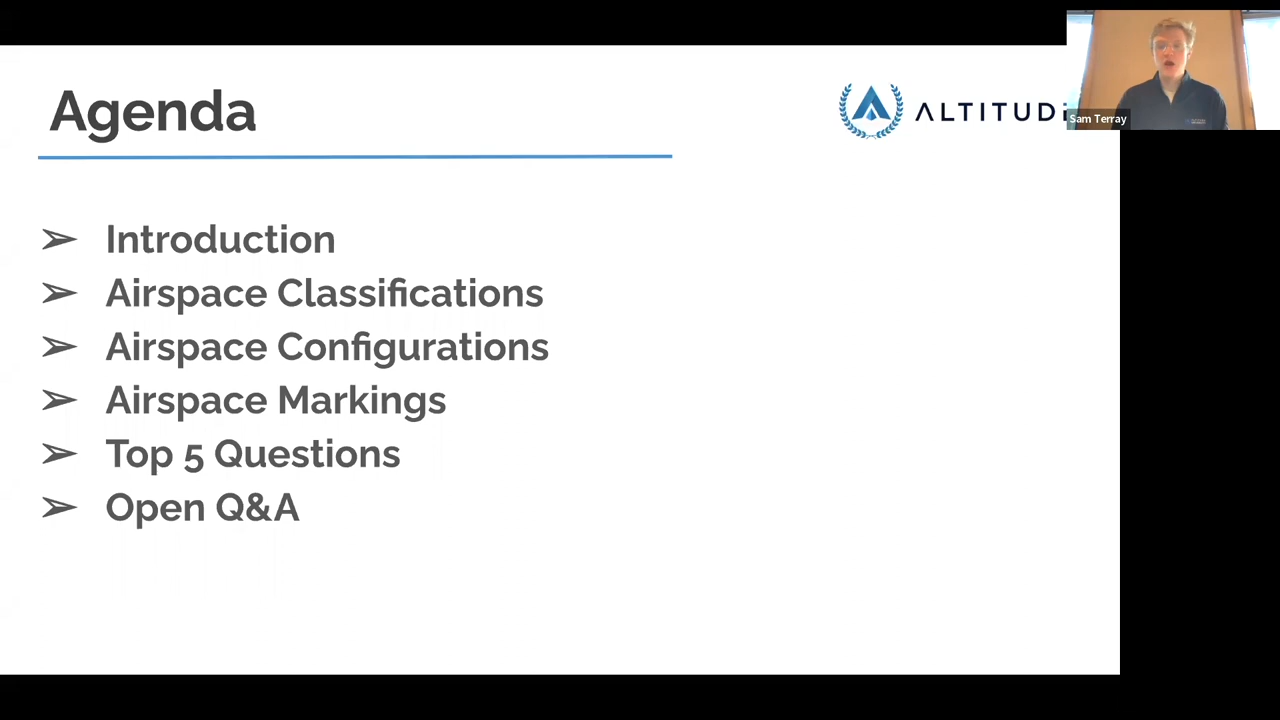 Agenda
ALTITUD
Sam Terray
Introduction
Airspace Classifications
Airspace Configurations
Airspace Markings
Top 5 Questions
Open Q&A